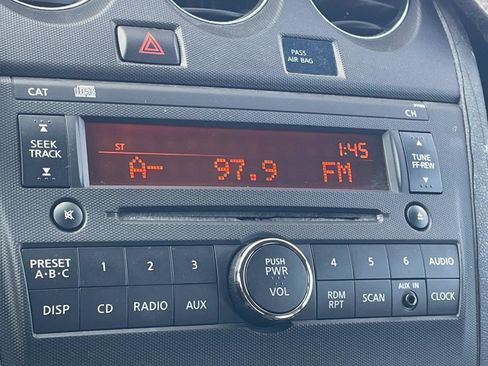 PASS
AIR BAG
CAT
CH
SEEK
TRACK
ST
1:45
A- 97.9 FM
TUNE
FF·REW
PRESET
A·B·C
1 2 3
PUSH
PWR
VOL
4 5 6 AUDIO
DISP CD RADIO AUX
RDM
RPT
SCAN
AUX IN
CLOCK